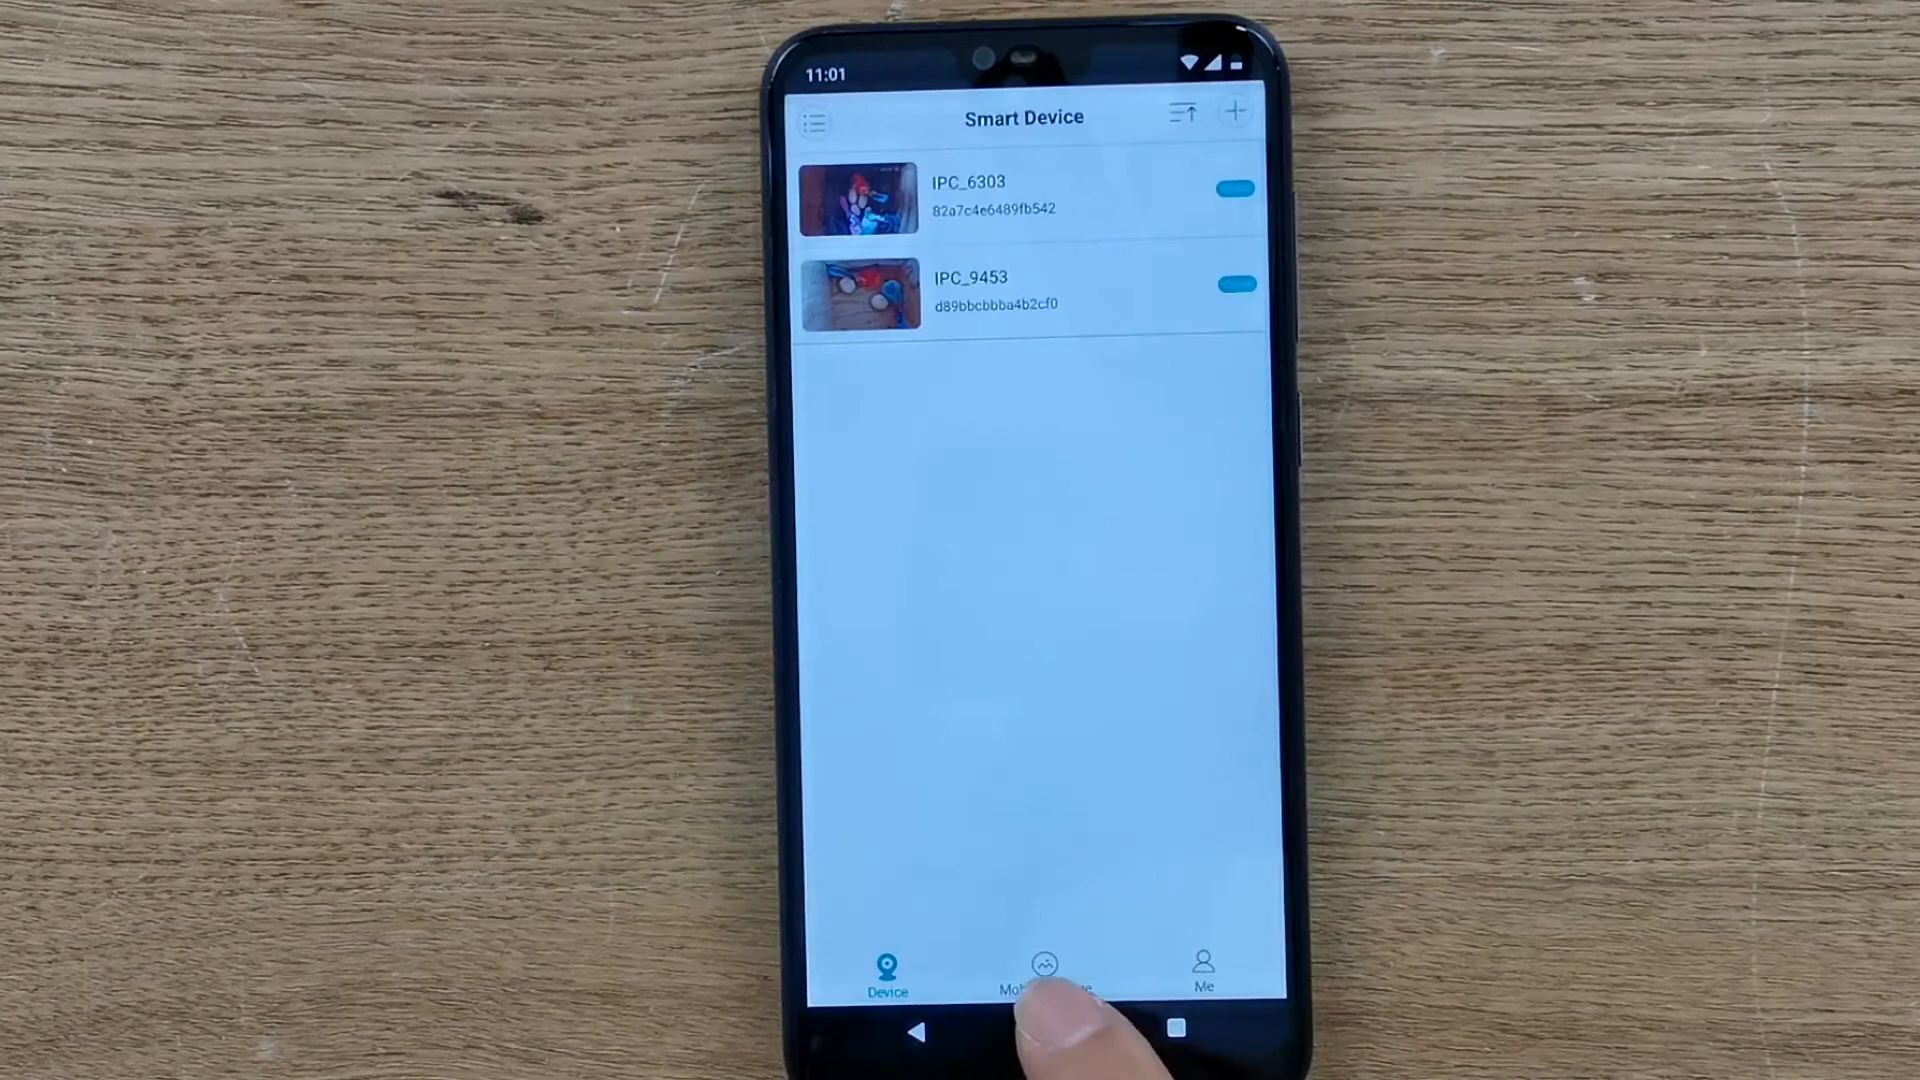 11:01
Smart Device
IPC_6303
82a7c4e6489fb542
IPC_9453
d89bbcbbba4b2cf0
Device
Me